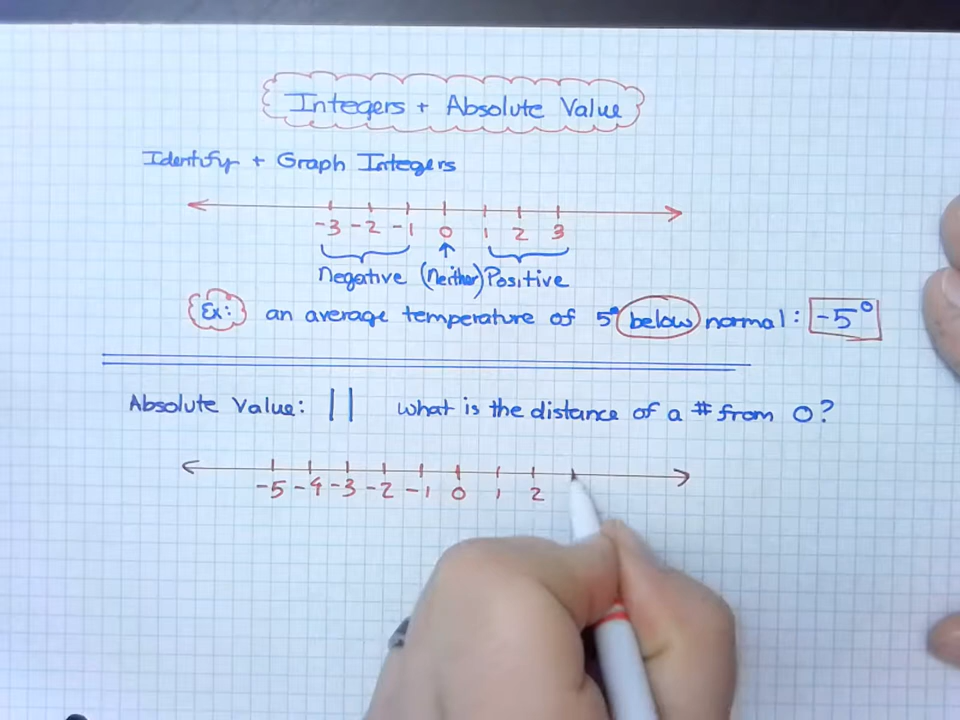 Integers + Absolute Value
Identify + Graph Integers
-3 -2 -1 0 1 2 3
Negative (Neither) Positive
Ex: an average temperature of 5° below normal: -5°
Absolute Value: | | what is the distance of a # from 0?
-5 -4 -3 -2 -1 0 1 2